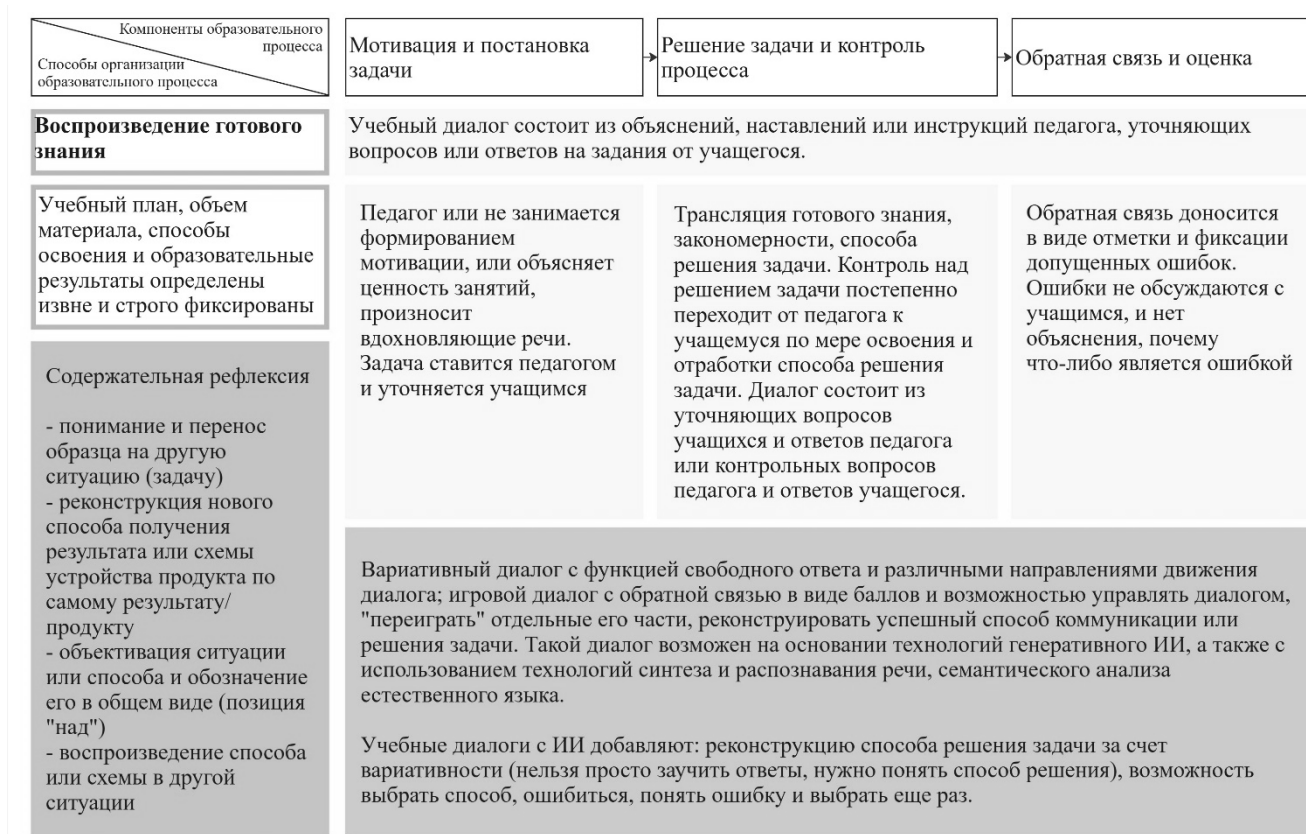 Компоненты образовательного
процесса
Способы организации
образовательного процесса
Мотивация и постановка
задачи
Решение задачи и контроль
процесса
Обратная связь и оценка
Воспроизведение готового
знания
Учебный диалог состоит из объяснений, наставлений или инструкций педагога, уточняющих
вопросов или ответов на задания от учащегося.
Учебный план, объем
материала, способы
освоения и образовательные
результаты определены
извне и строго фиксированы
Педагог или не занимается
формированием
мотивации, или объясняет
ценность занятий,
произносит
вдохновляющие речи.
Задача ставится педагогом
и уточняется учащимся
Трансляция готового знания,
закономерности, способа
решения задачи. Контроль над
решением задачи постепенно
переходит от педагога к
учащемуся по мере освоения и
отработки способа решения
задачи. Диалог состоит из
уточняющих вопросов
учащихся и ответов педагога
или контрольных вопросов
педагога и ответов учащегося.
Обратная связь доносится
в виде отметки и фиксации
допущенных ошибок.
Ошибки не обсуждаются с
учащимся, и нет
объяснения, почему
что-либо является ошибкой
Содержательная рефлексия
- понимание и перенос
образца на другую
ситуацию (задачу)
- реконструкция нового
способа получения
результата или схемы
устройства продукта по
самому результату/
продукту
- объективация ситуации
или способа и обозначение
его в общем виде (позиция
"над")
- воспроизведение способа
или схемы в другой
ситуации
Вариативный диалог с функцией свободного ответа и различными направлениями движения
диалога; игровой диалог с обратной связью в виде баллов и возможностью управлять диалогом,
"переиграть" отдельные его части, реконструировать успешный способ коммуникации или
решения задачи. Такой диалог возможен на основании технологий генеративного ИИ, а также с
использованием технологий синтеза и распознавания речи, семантического анализа
естественного языка.
Учебные диалоги с ИИ добавляют: реконструкцию способа решения задачи за счет
вариативности (нельзя просто заучить ответы, нужно понять способ решения), возможность
выбрать способ, ошибиться, понять ошибку и выбрать еще раз.